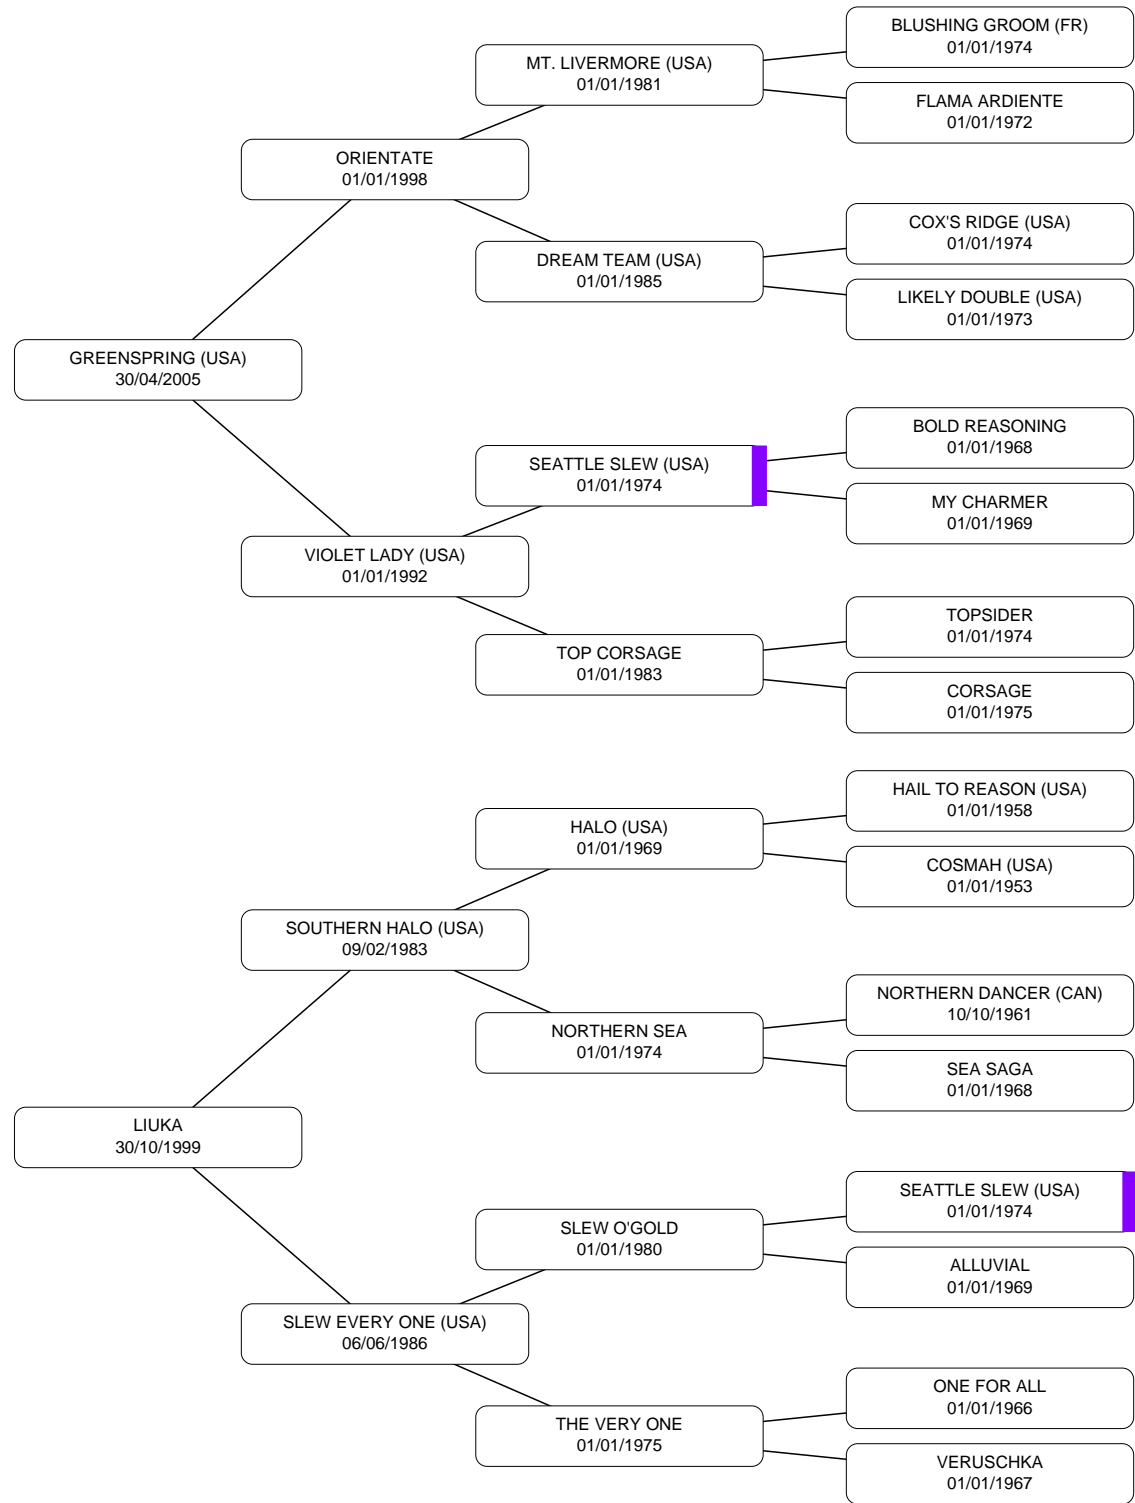 BLUSHING GROOM (FR)
01/01/1974
MT. LIVERMORE (USA)
01/01/1981
FLAMA ARDIENTE
01/01/1972
ORIENTATE
01/01/1998
COX'S RIDGE (USA)
01/01/1974
DREAM TEAM (USA)
01/01/1985
LIKELY DOUBLE (USA)
01/01/1973
GREENSPRING (USA)
30/04/2005
BOLD REASONING
01/01/1968
SEATTLE SLEW (USA)
01/01/1974
MY CHARMER
01/01/1969
VIOLET LADY (USA)
01/01/1992
TOPSIDER
01/01/1974
TOP CORSAGE
01/01/1983
CORSAGE
01/01/1975
HAIL TO REASON (USA)
01/01/1958
HALO (USA)
01/01/1969
COSMAH (USA)
01/01/1953
SOUTHERN HALO (USA)
09/02/1983
NORTHERN DANCER (CAN)
10/10/1961
NORTHERN SEA
01/01/1974
SEA SAGA
01/01/1968
LIUKA
30/10/1999
SEATTLE SLEW (USA)
01/01/1974
SLEW O'GOLD
01/01/1980
ALLUVIAL
01/01/1969
SLEW EVERY ONE (USA)
06/06/1986
ONE FOR ALL
01/01/1966
THE VERY ONE
01/01/1975
VERUSCHKA
01/01/1967